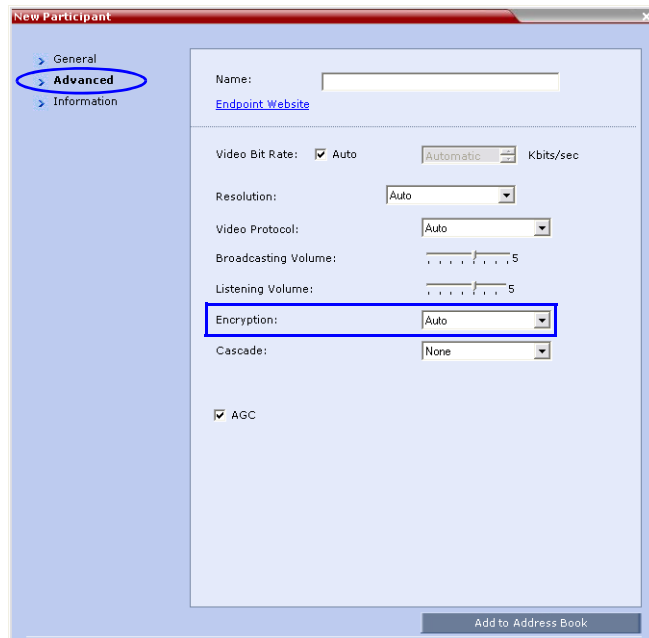 New Participant
General
Advanced
Information
Name:
Endpoint Website
Video Bit Rate: Auto Automatic Kbits/sec
Resolution: Auto
Video Protocol: Auto
Broadcasting Volume: 5
Listening Volume: 5
Encryption: Auto
Cascade: None
AGC
Add to Address Book